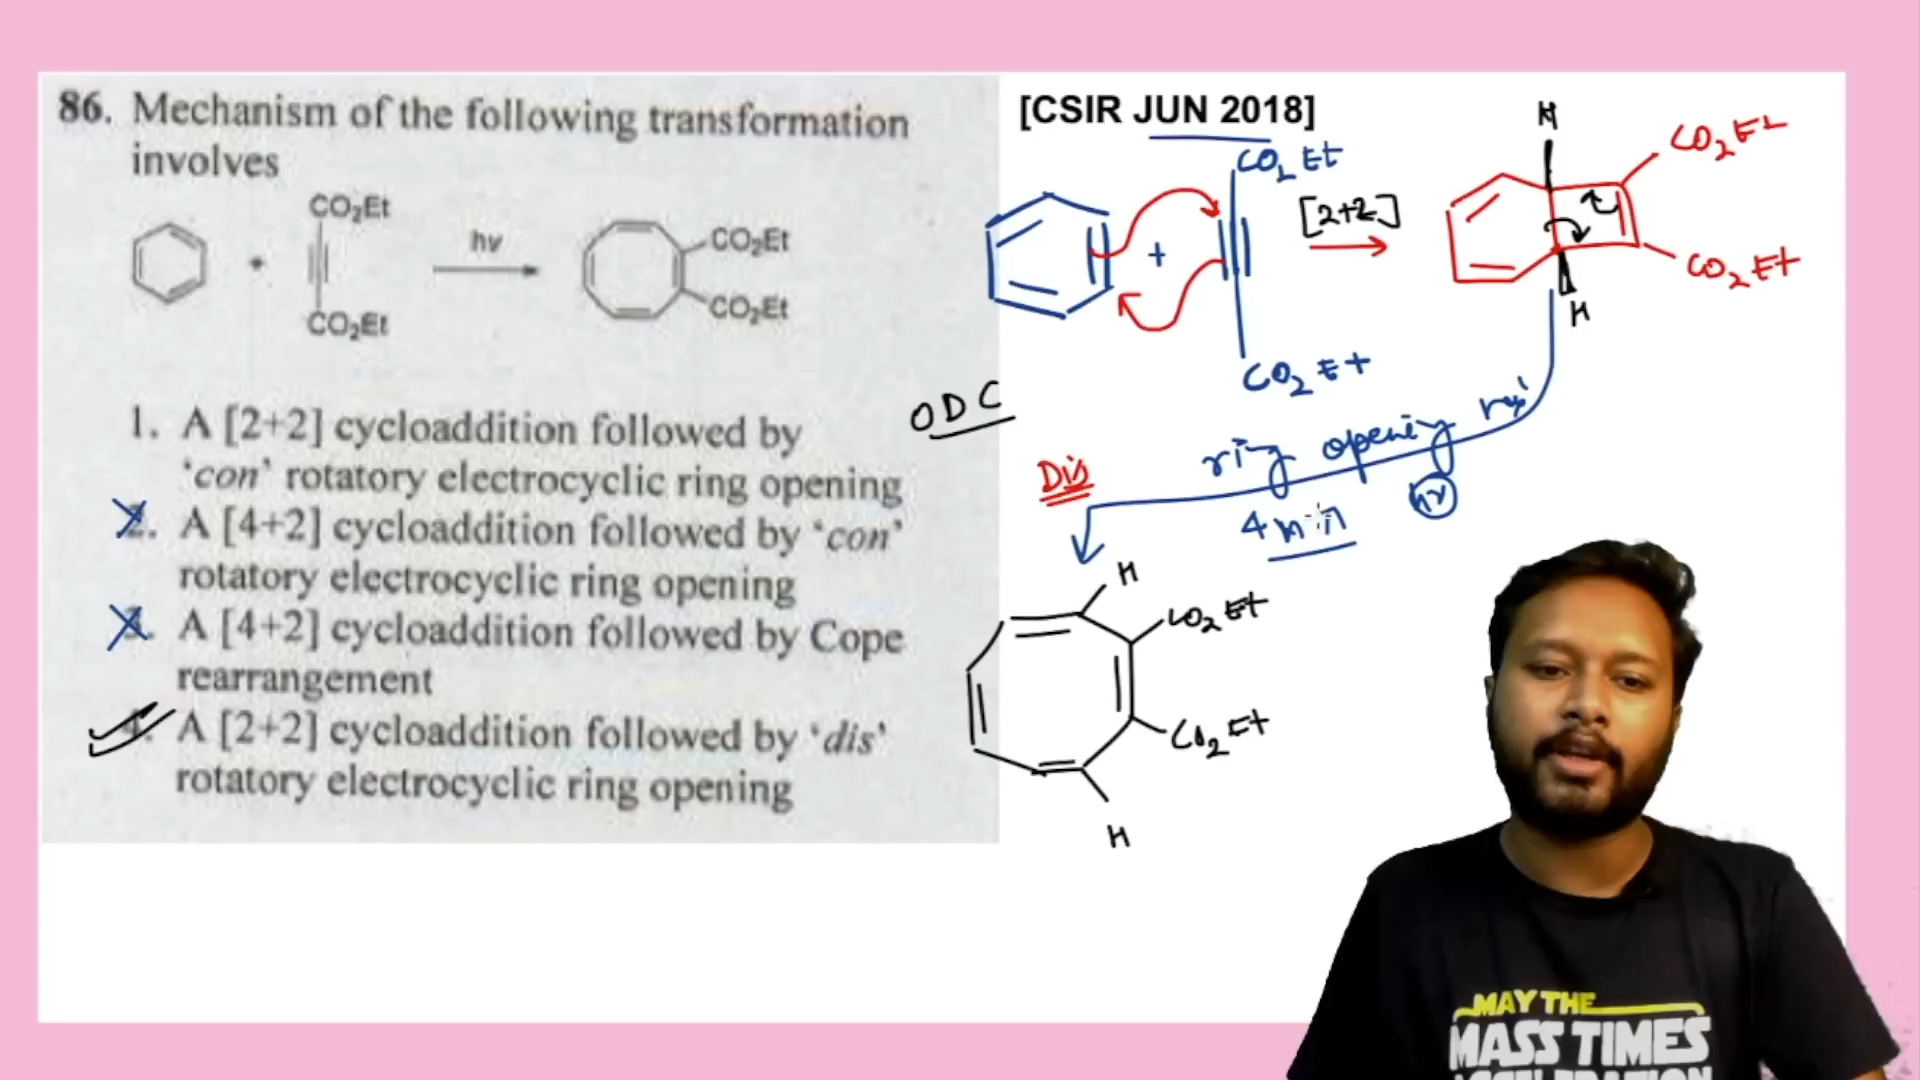 86. Mechanism of the following transformation
involves
CO₂Et
CO₂Et
hν
CO₂Et
CO₂Et
1. A [2+2] cycloaddition followed by
'con' rotatory electrocyclic ring opening
2. A [4+2] cycloaddition followed by 'con'
rotatory electrocyclic ring opening
3. A [4+2] cycloaddition followed by Cope
rearrangement
4. A [2+2] cycloaddition followed by 'dis'
rotatory electrocyclic ring opening
[CSIR JUN 2018]
CO₂Et
+
CO₂Et
[2+2]
H
CO₂Et
CO₂Et
H
ODC
ring opening rxn
hν
Dis
H
CO₂Et
CO₂Et
H
MAY THE
MASS TIMES
ACCELERATION